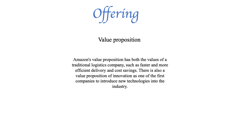 Offering
Value proposition
Amazon's value proposition has both the values of a
traditional logistics company, such as faster and more
efficient delivery and cost savings. There is also a
value proposition of innovation as one of the first
companies to introduce new technologies into the
industry.